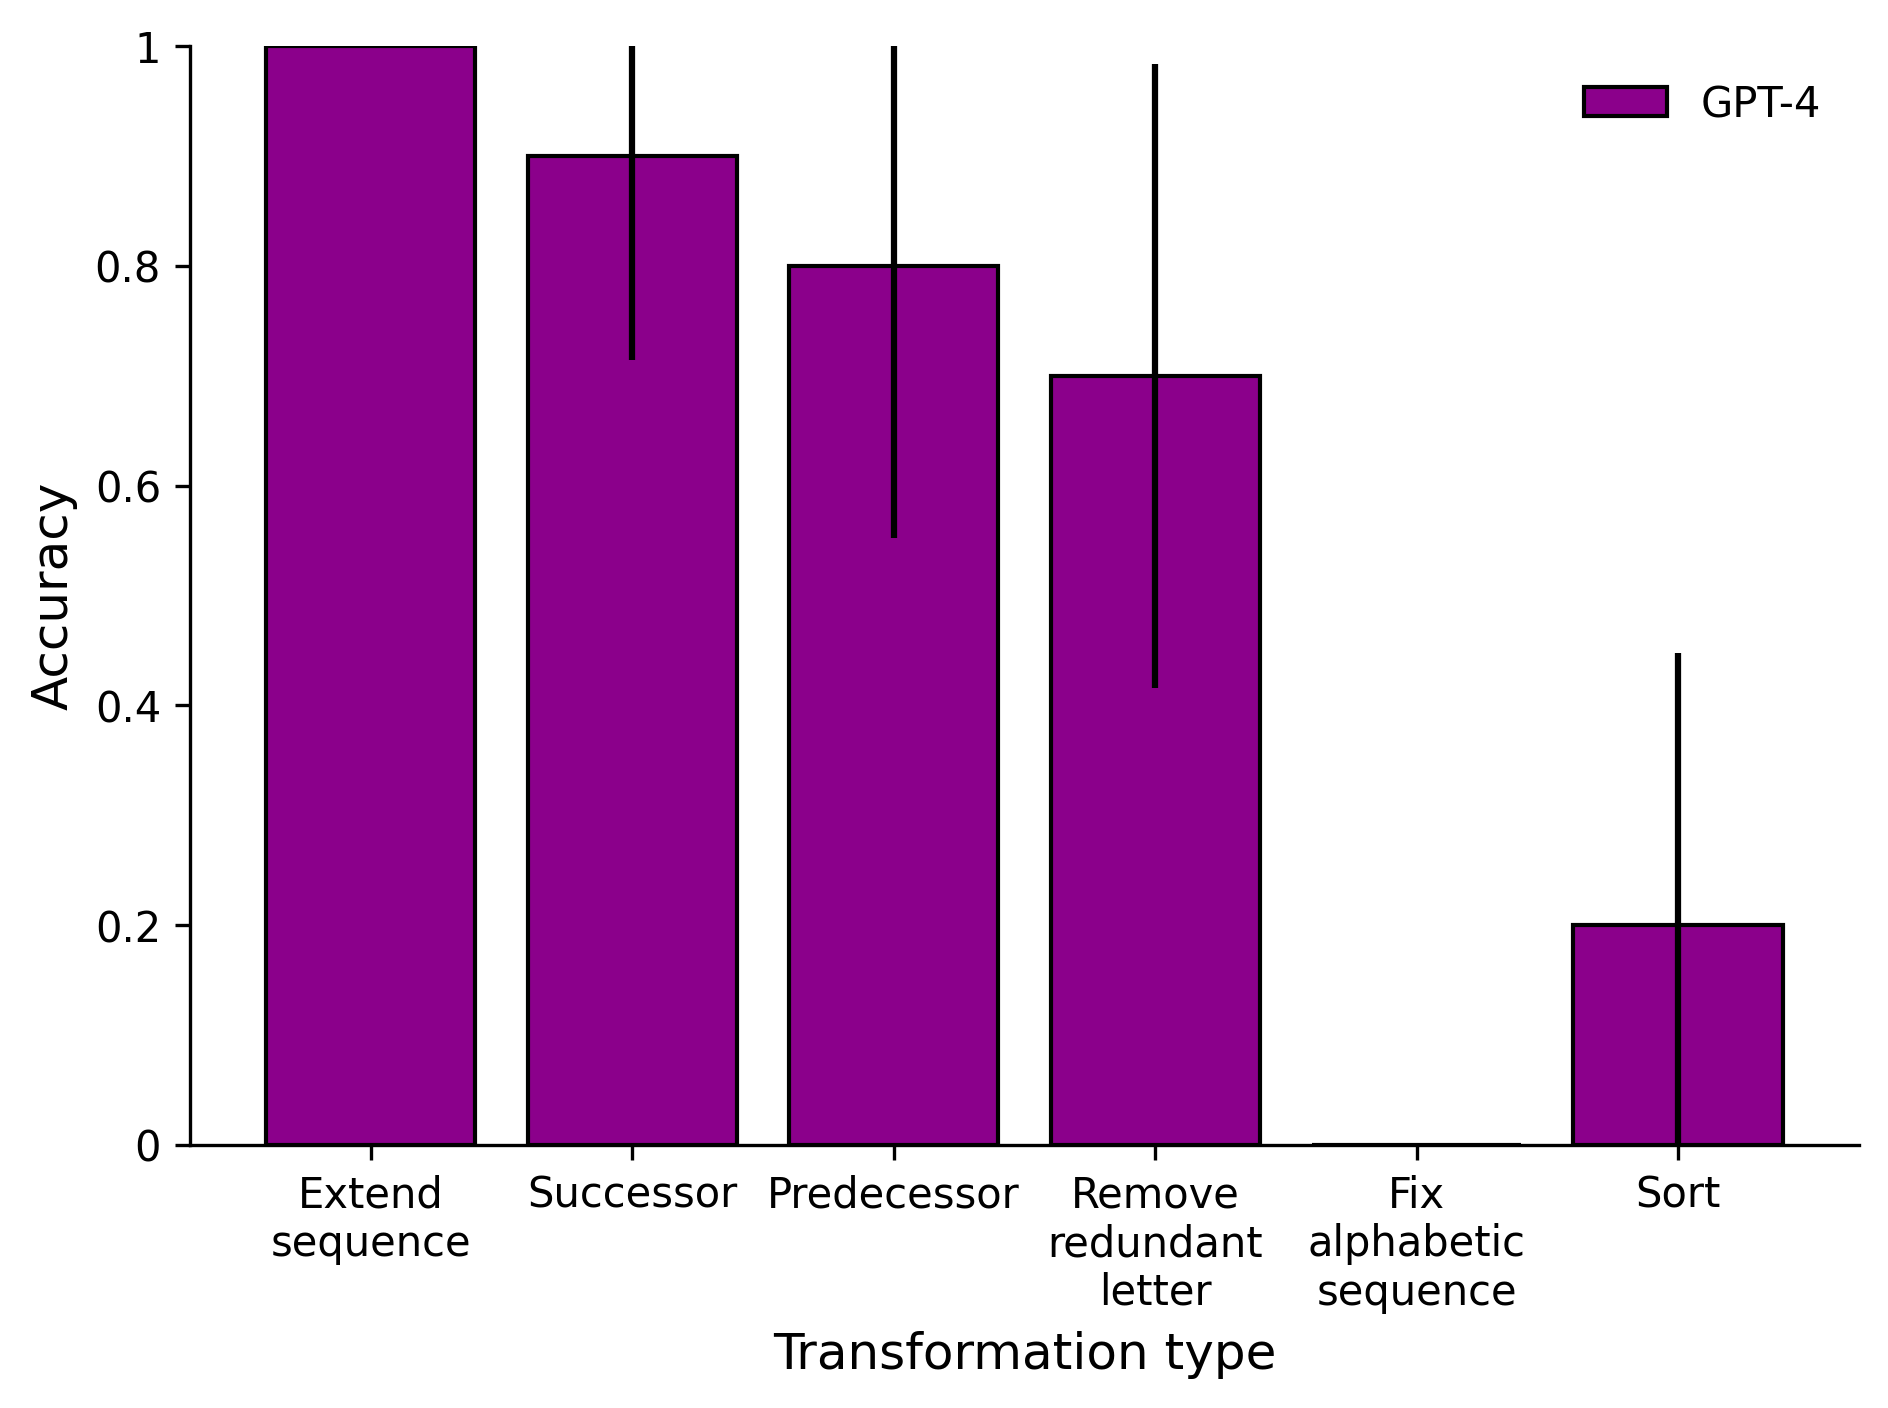 1
0.8
0.6
0.4
0.2
0
Accuracy
GPT-4
Extend
sequence
Successor
Predecessor
Remove
redundant
letter
Fix
alphabetic
sequence
Sort
Transformation type